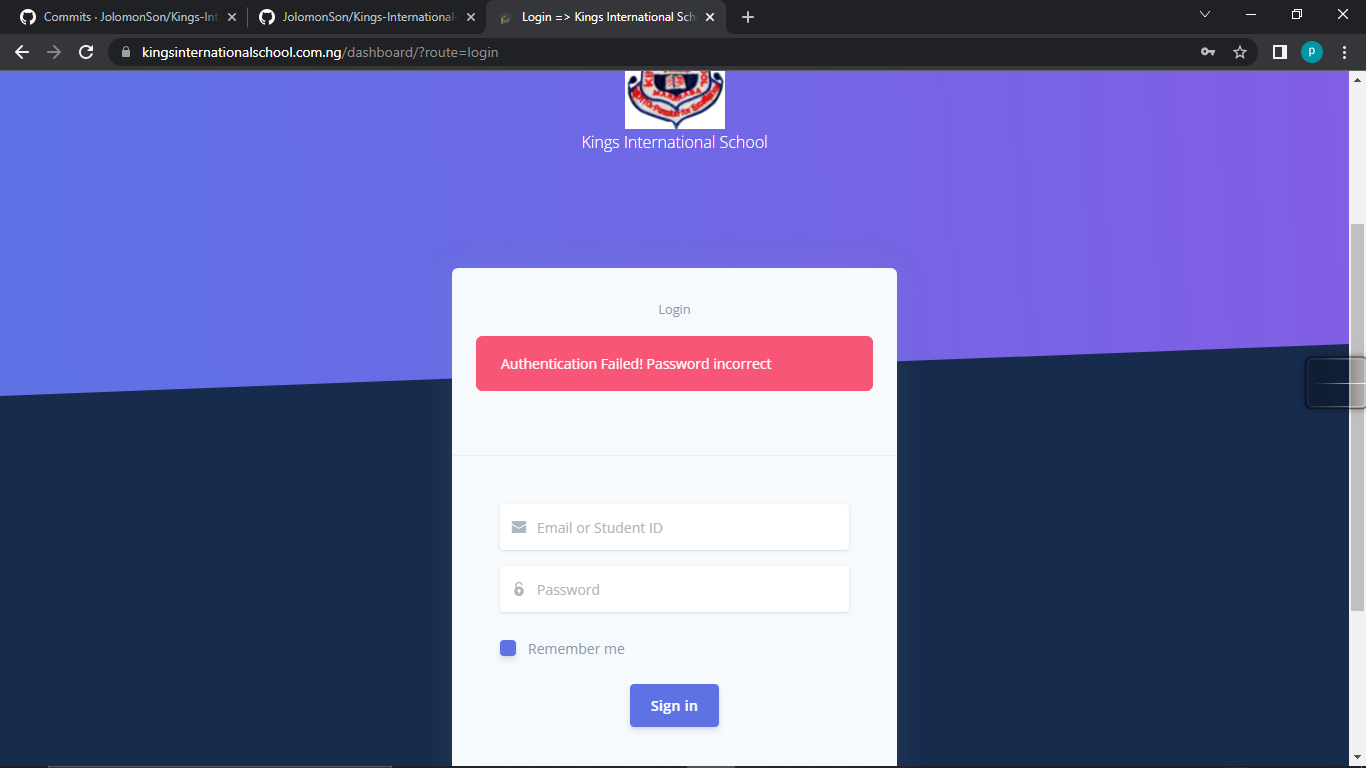 Commits · JolomonSon/Kings-Int
JolomonSon/Kings-International-
Login => Kings International Sch
kingsinternationalschool.com.ng/dashboard/?route=login
p
Kings International School
Login
Authentication Failed! Password incorrect
Email or Student ID
Password
Remember me
Sign in